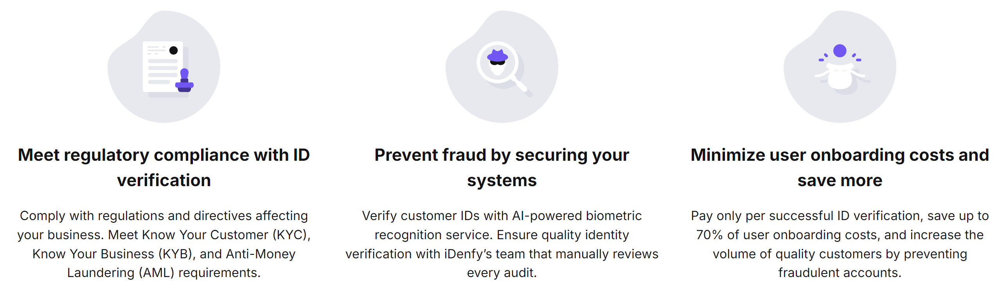 Meet regulatory compliance with ID
verification
Comply with regulations and directives affecting
your business. Meet Know Your Customer (KYC),
Know Your Business (KYB), and Anti-Money
Laundering (AML) requirements.
Prevent fraud by securing your
systems
Verify customer IDs with AI-powered biometric
recognition service. Ensure quality identity
verification with iDenfy’s team that manually reviews
every audit.
Minimize user onboarding costs and
save more
Pay only per successful ID verification, save up to
70% of user onboarding costs, and increase the
volume of quality customers by preventing
fraudulent accounts.